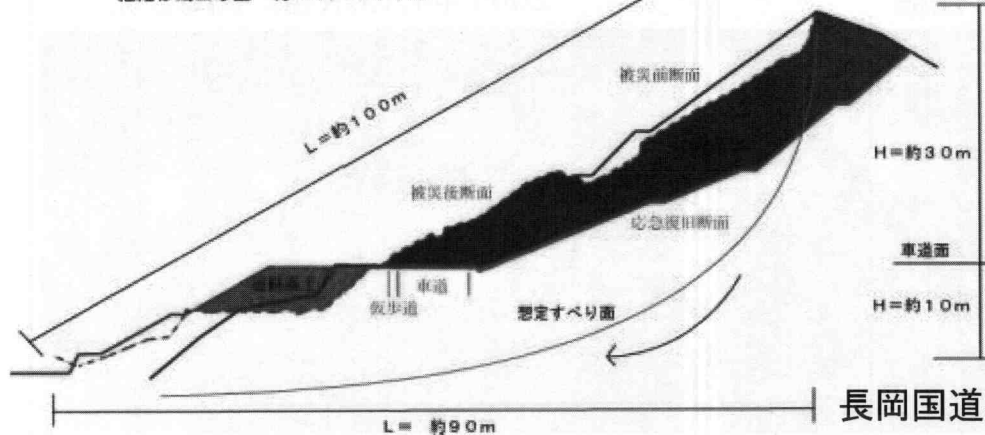 L=約100m
被災前断面
被災後断面
応急復旧断面
H=約30m
車道面
H=約10m
仮歩道
車道
想定すべり面
L= 約90m
長岡国道